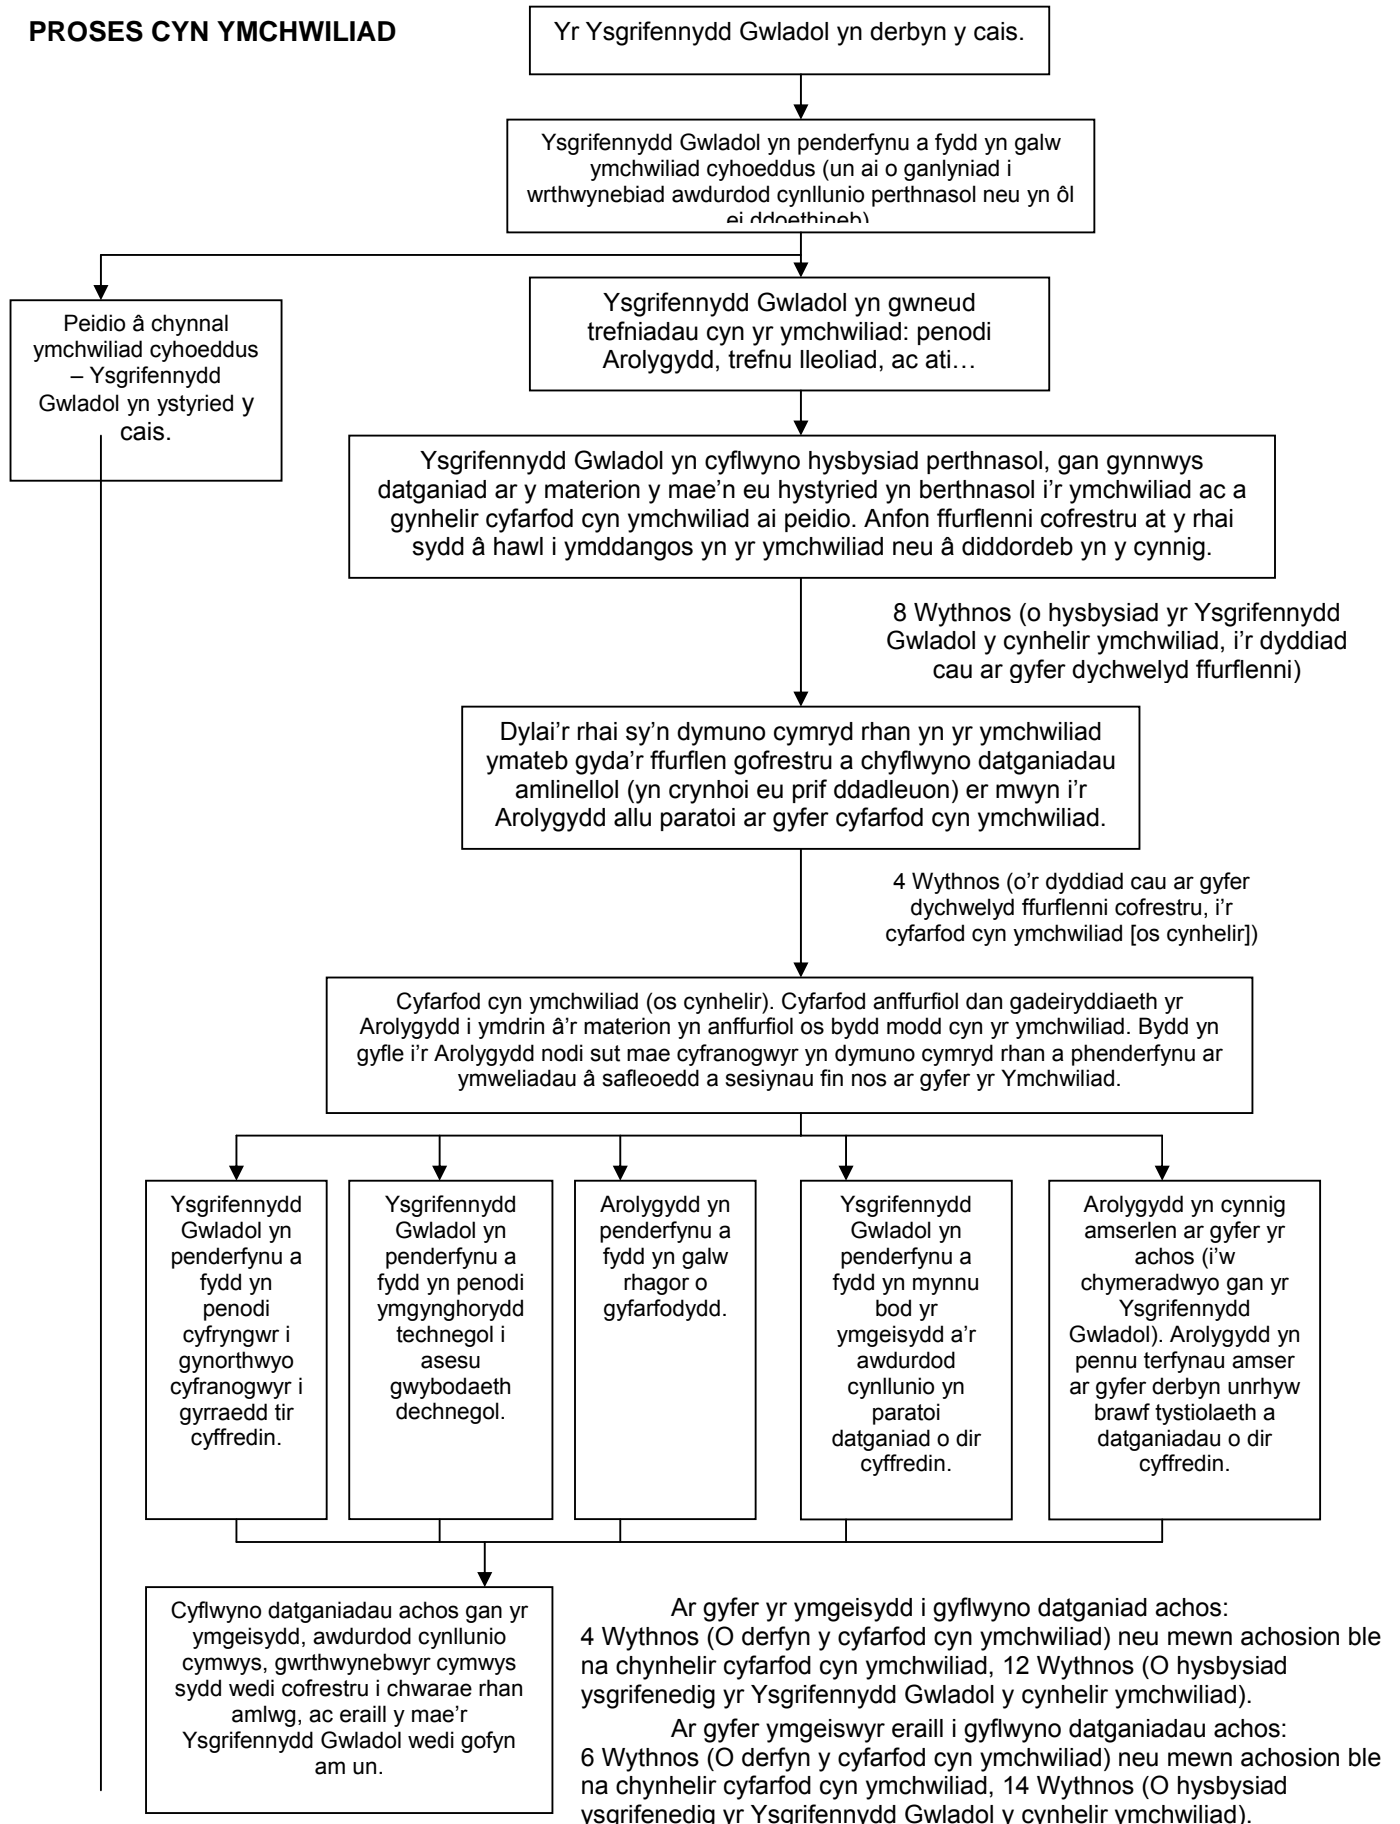 PROSES CYN YMCHWILIAD
Yr Ysgrifennydd Gwladol yn derbyn y cais.
Ysgrifennydd Gwladol yn penderfynu a fydd yn galw
ymchwiliad cyhoeddus (un ai o ganlyniad i
wrthwynebiad awdurdod cynllunio perthnasol neu yn ôl
ei ddoethineb)
Peidio â chynnal
ymchwiliad cyhoeddus
– Ysgrifennydd
Gwladol yn ystyried y
cais.
Ysgrifennydd Gwladol yn gwneud
trefniadau cyn yr ymchwiliad: penodi
Arolygydd, trefnu lleoliad, ac ati…
Ysgrifennydd Gwladol yn cyflwyno hysbysiad perthnasol, gan gynnwys
datganiad ar y materion y mae’n eu hystyried yn berthnasol i’r ymchwiliad ac a
gynhelir cyfarfod cyn ymchwiliad ai peidio. Anfon ffurflenni cofrestru at y rhai
sydd â hawl i ymddangos yn yr ymchwiliad neu â diddordeb yn y cynnig.
8 Wythnos (o hysbysiad yr Ysgrifennydd
Gwladol y cynhelir ymchwiliad, i’r dyddiad
cau ar gyfer dychwelyd ffurflenni)
Dylai’r rhai sy’n dymuno cymryd rhan yn yr ymchwiliad
ymateb gyda’r ffurflen gofrestru a chyflwyno datganiadau
amlinellol (yn crynhoi eu prif ddadleuon) er mwyn i’r
Arolygydd allu paratoi ar gyfer cyfarfod cyn ymchwiliad.
4 Wythnos (o’r dyddiad cau ar gyfer
dychwelyd ffurflenni cofrestru, i’r
cyfarfod cyn ymchwiliad [os cynhelir])
Cyfarfod cyn ymchwiliad (os cynhelir). Cyfarfod anffurfiol dan gadeiryddiaeth yr
Arolygydd i ymdrin â’r materion yn anffurfiol os bydd modd cyn yr ymchwiliad. Bydd yn
gyfle i’r Arolygydd nodi sut mae cyfranogwyr yn dymuno cymryd rhan a phenderfynu ar
ymweliadau â safleoedd a sesiynau fin nos ar gyfer yr Ymchwiliad.
Ysgrifennydd
Gwladol yn
penderfynu a
fydd yn
penodi
cyfryngwr i
gynorthwyo
cyfranogwyr i
gyrraedd tir
cyffredin.
Ysgrifennydd
Gwladol yn
penderfynu a
fydd yn penodi
ymgynghorydd
technegol i
asesu
gwybodaeth
dechnegol.
Arolygydd yn
penderfynu a
fydd yn galw
rhagor o
gyfarfodydd.
Ysgrifennydd
Gwladol yn
penderfynu a
fydd yn mynnu
bod yr
ymgeisydd a’r
awdurdod
cynllunio yn
paratoi
datganiad o dir
cyffredin.
Arolygydd yn cynnig
amserlen ar gyfer yr
achos (i’w
chymeradwyo gan yr
Ysgrifennydd
Gwladol). Arolygydd yn
pennu terfynau amser
ar gyfer derbyn unrhyw
brawf tystiolaeth a
datganiadau o dir
cyffredin.
Cyflwyno datganiadau achos gan yr
ymgeisydd, awdurdod cynllunio
cymwys, gwrthwynebwyr cymwys
sydd wedi cofrestru i chwarae rhan
amlwg, ac eraill y mae’r
Ysgrifennydd Gwladol wedi gofyn
am un.
Ar gyfer yr ymgeisydd i gyflwyno datganiad achos:
4 Wythnos (O derfyn y cyfarfod cyn ymchwiliad) neu mewn achosion ble
na chynhelir cyfarfod cyn ymchwiliad, 12 Wythnos (O hysbysiad
ysgrifenedig yr Ysgrifennydd Gwladol y cynhelir ymchwiliad).
Ar gyfer ymgeiswyr eraill i gyflwyno datganiadau achos:
6 Wythnos (O derfyn y cyfarfod cyn ymchwiliad) neu mewn achosion ble
na chynhelir cyfarfod cyn ymchwiliad, 14 Wythnos (O hysbysiad
ysgrifenedig yr Ysgrifennydd Gwladol y cynhelir ymchwiliad).